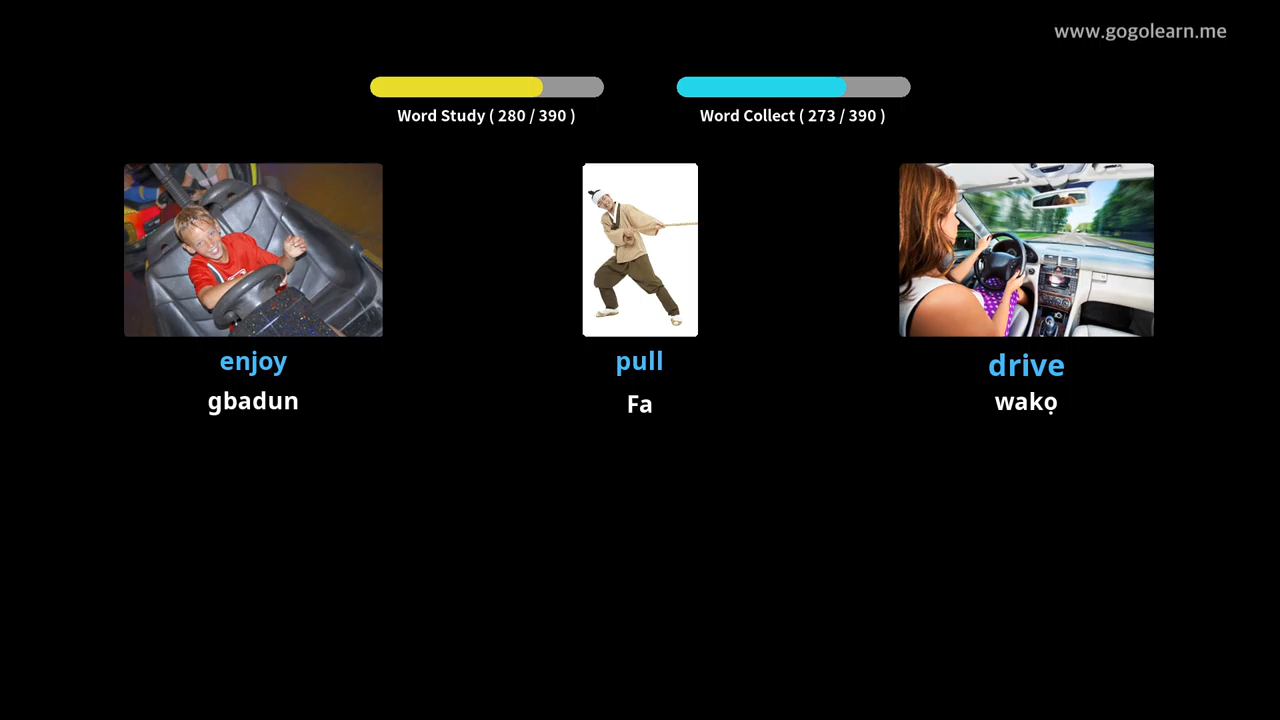 www.gogolearn.me
Word Study ( 280 / 390 )
Word Collect ( 273 / 390 )
enjoy
pull
drive
gbadun
Fa
wakọ